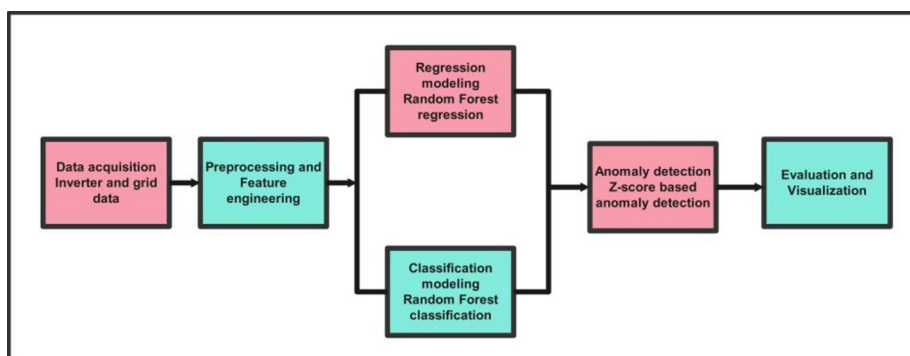 Data acquisition
Inverter and grid
data
Preprocessing and
Feature
engineering
Regression
modeling
Random Forest
regression
Classification
modeling
Random Forest
classification
Anomaly detection
Z-score based
anomaly detection
Evaluation and
Visualization